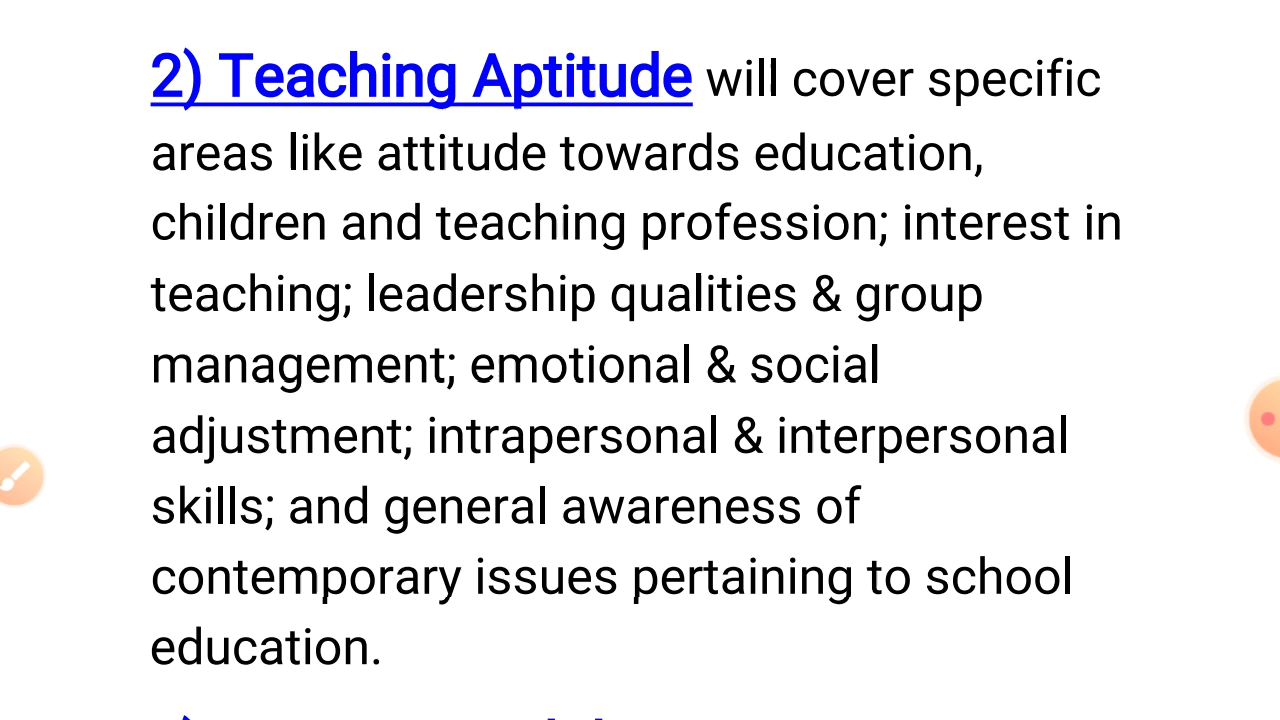 2) Teaching Aptitude will cover specific
areas like attitude towards education,
children and teaching profession; interest in
teaching; leadership qualities & group
management; emotional & social
adjustment; intrapersonal & interpersonal
skills; and general awareness of
contemporary issues pertaining to school
education.